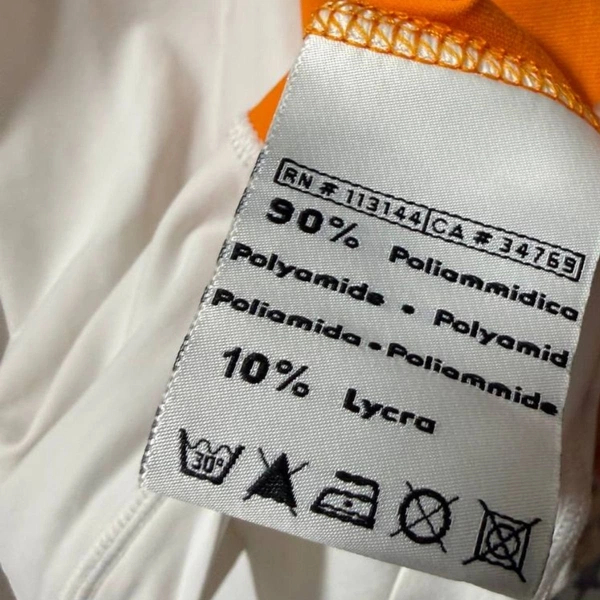 RN # 113144 CA # 34769
90% Poliammidica
Polyamide • Polyamid
Poliamida • Poliammide
10% Lycra
30°